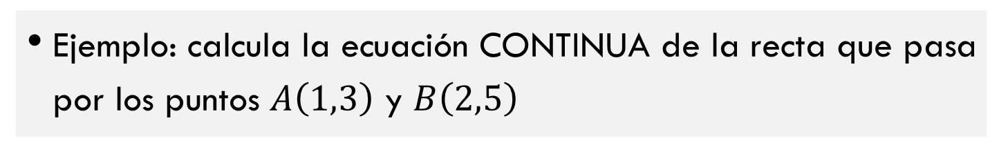 • Ejemplo: calcula la ecuación CONTINUA de la recta que pasa
por los puntos A(1,3) y B(2,5)